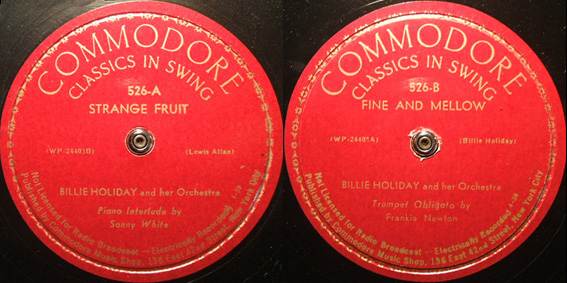 COMMODORE
CLASSICS IN SWING
526-A
STRANGE FRUIT
(WP-24403B)
(Lewis Allan)
BILLIE HOLIDAY and her Orchestra
Piano Interlude by
Sonny White
Not Licensed for Radio Broadcast — Electrically Recorded
Published by Commodore Music Shop, 136 East 42nd Street, New York City
COMMODORE
CLASSICS IN SWING
526-B
FINE AND MELLOW
(WP-24405A)
(Billie Holiday)
BILLIE HOLIDAY and her Orchestra
Trumpet Obligato by
Frankie Newton
Not Licensed for Radio Broadcast — Electrically Recorded
Published by Commodore Music Shop, 136 East 42nd Street, New York City